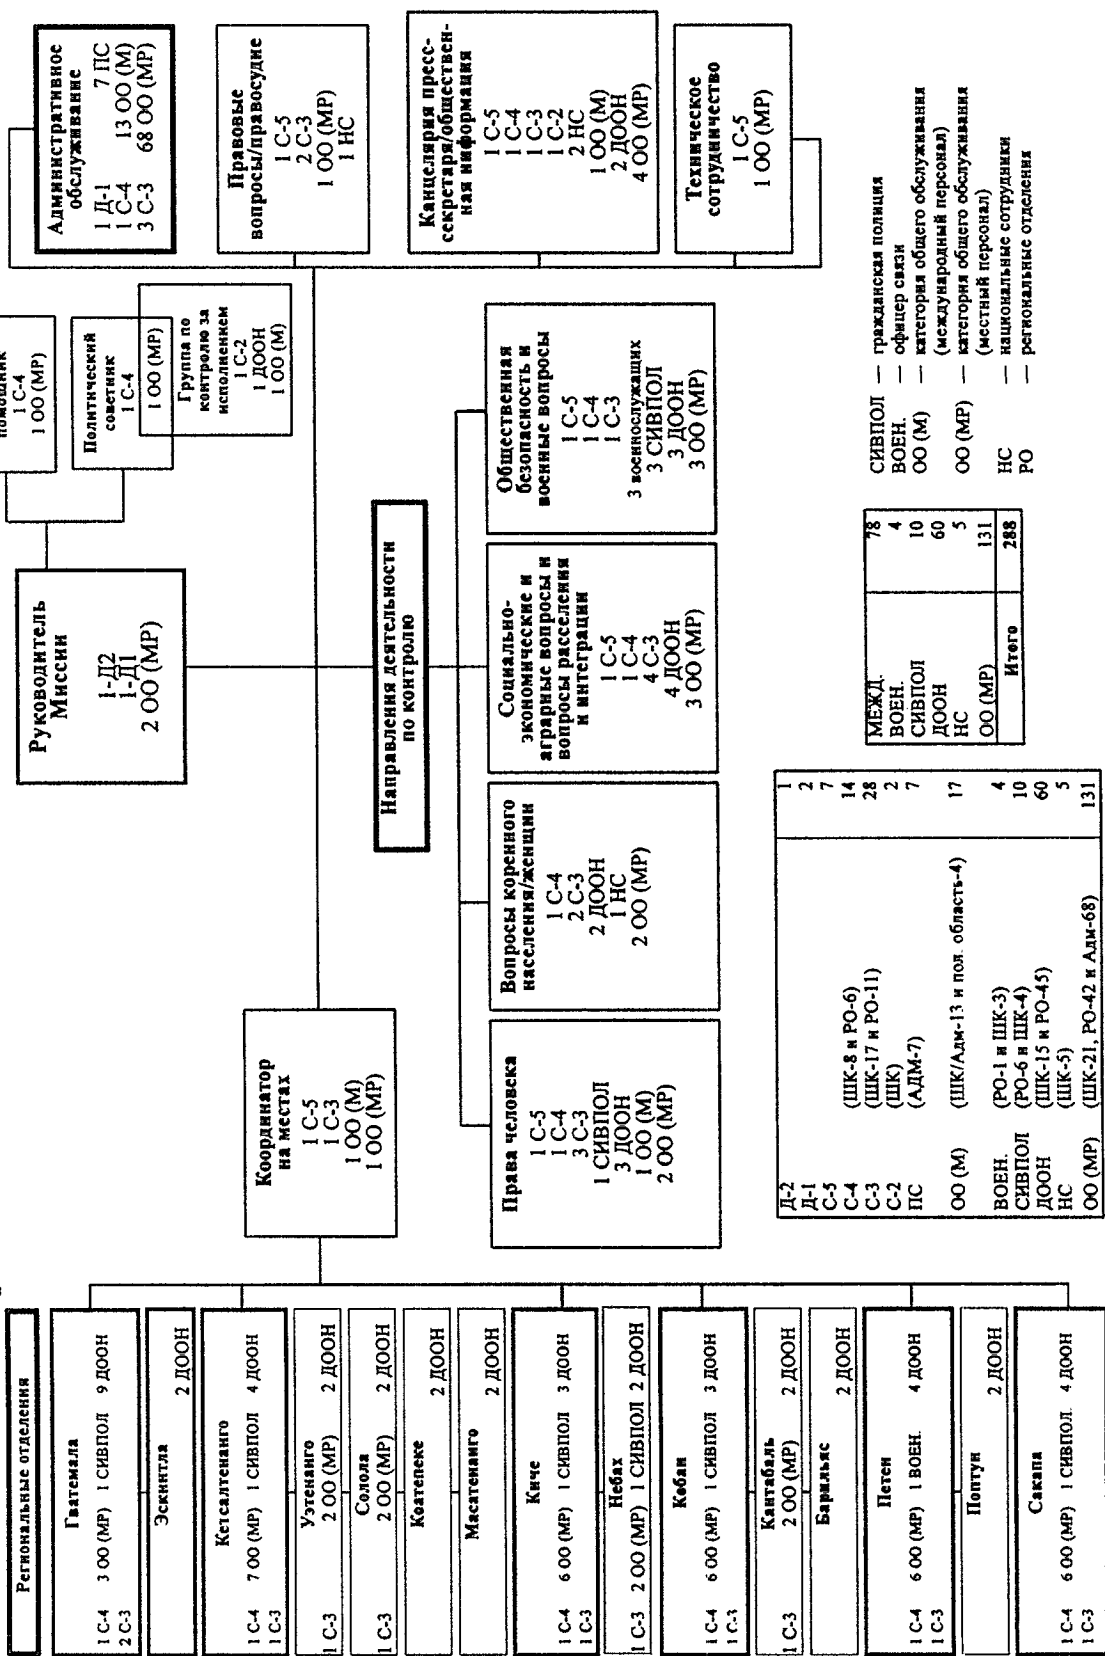 помощник
1 С-4
1 ОО (МР)
Руководитель
Миссии
1-Д2
1-Д1
2 ОО (МР)
Политический
советник
1 С-4
1 ОО (МР)
Группа по
контролю за
исполнением
1 С-2
1 ДООН
1 ОО (М)
Административное
обслуживание
1 Д-1 7 ПС
1 С-4 13 ОО (М)
3 С-3 68 ОО (МР)
Правовые
вопросы/правосудие
1 С-5
2 С-3
1 ОО (МР)
1 НС
Канцелярия пресс-
секретаря/обществен-
ная информация
1 С-5
1 С-4
1 С-3
1 С-2
2 НС
1 ОО (М)
2 ДООН
4 ОО (МР)
Техническое
сотрудничество
1 С-5
1 ОО (МР)
Координатор
на местах
1 С-5
1 С-3
1 ОО (М)
1 ОО (МР)
Направления деятельности
по контролю
Права человека
1 С-5
1 С-4
3 С-3
1 СИВПОЛ
3 ДООН
1 ОО (М)
2 ОО (МР)
Вопросы коренного
населения/женщин
1 С-4
2 С-3
2 ДООН
1 НС
2 ОО (МР)
Социально-
экономические и
аграрные вопросы и
вопросы расселения
и интеграции
1 С-5
1 С-4
4 С-3
4 ДООН
3 ОО (МР)
Общественная
безопасность и
военные вопросы
1 С-5
1 С-4
1 С-3
3 военнослужащих
3 СИВПОЛ
3 ДООН
3 ОО (МР)
Региональные отделения
Гватемала
1 С-4 3 ОО (МР) 1 СИВПОЛ 9 ДООН
2 С-3
Эскинтла
2 ДООН
Кетсалтенанго
1 С-4 7 ОО (МР) 1 СИВПОЛ 4 ДООН
1 С-3
Уэтенанго
1 С-3 2 ОО (МР) 2 ДООН
Солола
1 С-3 2 ОО (МР) 2 ДООН
Коатепеке
2 ДООН
Масатенанго
2 ДООН
Киче
1 С-4 6 ОО (МР) 1 СИВПОЛ 3 ДООН
1 С-3
Небах
1 С-3 2 ОО (МР) 1 СИВПОЛ 2 ДООН
Кобан
1 С-4 6 ОО (МР) 1 СИВПОЛ 3 ДООН
1 С-3
Кантабаль
1 С-3 2 ОО (МР) 2 ДООН
Барильяс
2 ДООН
Петен
1 С-4 6 ОО (МР) 1 ВОЕН. 4 ДООН
1 С-3
Поптун
2 ДООН
Сакапа
1 С-4 6 ОО (МР) 1 СИВПОЛ. 4 ДООН
1 С-3
Д-2 1
Д-1 2
С-5 7
С-4 (ШК-8 и РО-6) 14
С-3 (ШК-17 и РО-11) 28
С-2 (ШК) 2
ПС (АДМ-7) 7
ОО (М) (ШК/Адм-13 и пол. область-4) 17
ВОЕН. (РО-1 и ШК-3) 4
СИВПОЛ (РО-6 и ШК-4) 10
ДООН (ШК-15 и РО-45) 60
НС (ШК-5) 5
ОО (МР) (ШК-21, РО-42 и Адм-68) 131
МЕЖД. 78
ВОЕН. 4
СИВПОЛ 10
ДООН 60
НС 5
ОО (МР) 131
Итого 288
СИВПОЛ — гражданская полиция
ВОЕН. — офицер связи
ОО (М) — категория общего обслуживания
(международный персонал)
ОО (МР) — категория общего обслуживания
(местный персонал)
НС — национальные сотрудники
РО — региональные отделения